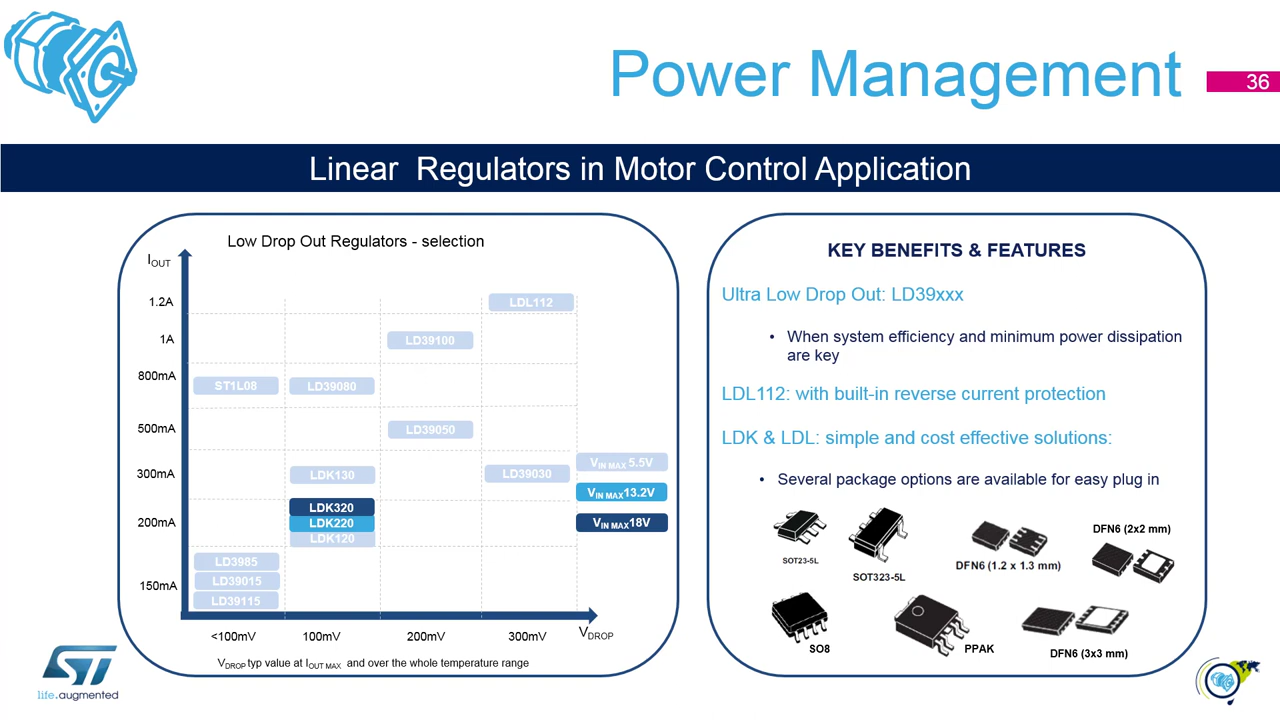 Power Management
36
Linear Regulators in Motor Control Application
Low Drop Out Regulators - selection
IOUT
1.2A
1A
800mA
500mA
300mA
200mA
150mA
LDL112
LD39100
ST1L08
LD39080
LD39050
LDK130
LD39030
LDK320
LDK220
LDK120
LD3985
LD39015
LD39115
VIN MAX 5.5V
VIN MAX13.2V
VIN MAX18V
<100mV
100mV
200mV
300mV
VDROP
VDROP typ value at IOUT MAX and over the whole temperature range
KEY BENEFITS & FEATURES
Ultra Low Drop Out: LD39xxx
• When system efficiency and minimum power dissipation
are key
LDL112: with built-in reverse current protection
LDK & LDL: simple and cost effective solutions:
• Several package options are available for easy plug in
SOT23-5L
SOT323-5L
DFN6 (1.2 x 1.3 mm)
DFN6 (2x2 mm)
SO8
PPAK
DFN6 (3x3 mm)
ST
life.augmented